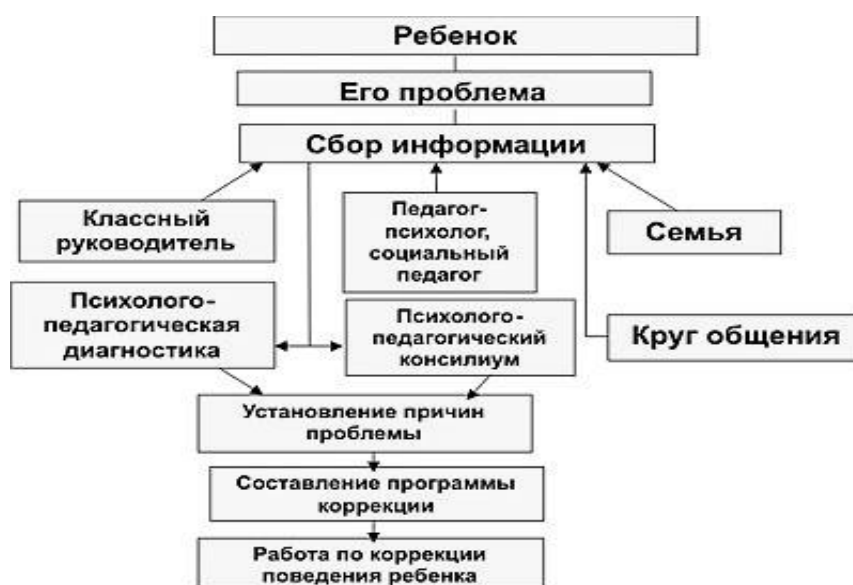 Ребенок
Его проблема
Сбор информации
Классный
руководитель
Педагог-
психолог,
социальный
педагог
Семья
Психолого-
педагогическая
диагностика
Психолого-
педагогический
консилиум
Круг общения
Установление причин
проблемы
Составление программы
коррекции
Работа по коррекции
поведения ребенка